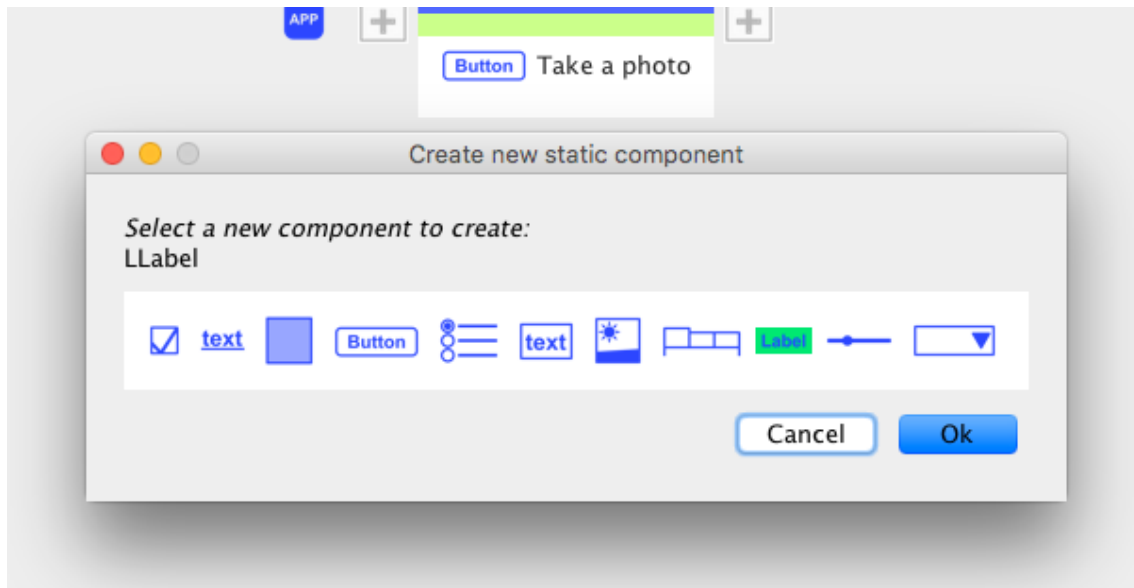 APP
Button Take a photo
Create new static component
Select a new component to create:
LLabel
text Button text Label
Cancel Ok